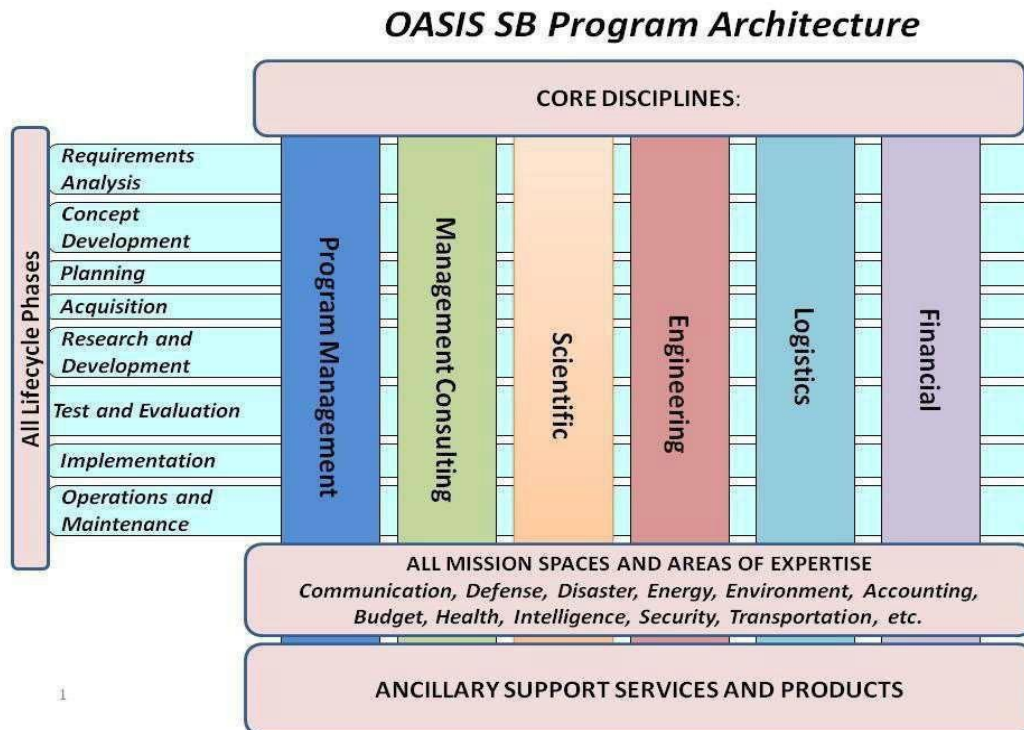 OASIS SB Program Architecture
CORE DISCIPLINES:
All Lifecycle Phases
Requirements
Analysis
Concept
Development
Planning
Acquisition
Research and
Development
Test and Evaluation
Implementation
Operations and
Maintenance
Program Management
Management Consulting
Scientific
Engineering
Logistics
Financial
ALL MISSION SPACES AND AREAS OF EXPERTISE
Communication, Defense, Disaster, Energy, Environment, Accounting,
Budget, Health, Intelligence, Security, Transportation, etc.
ANCILLARY SUPPORT SERVICES AND PRODUCTS
1